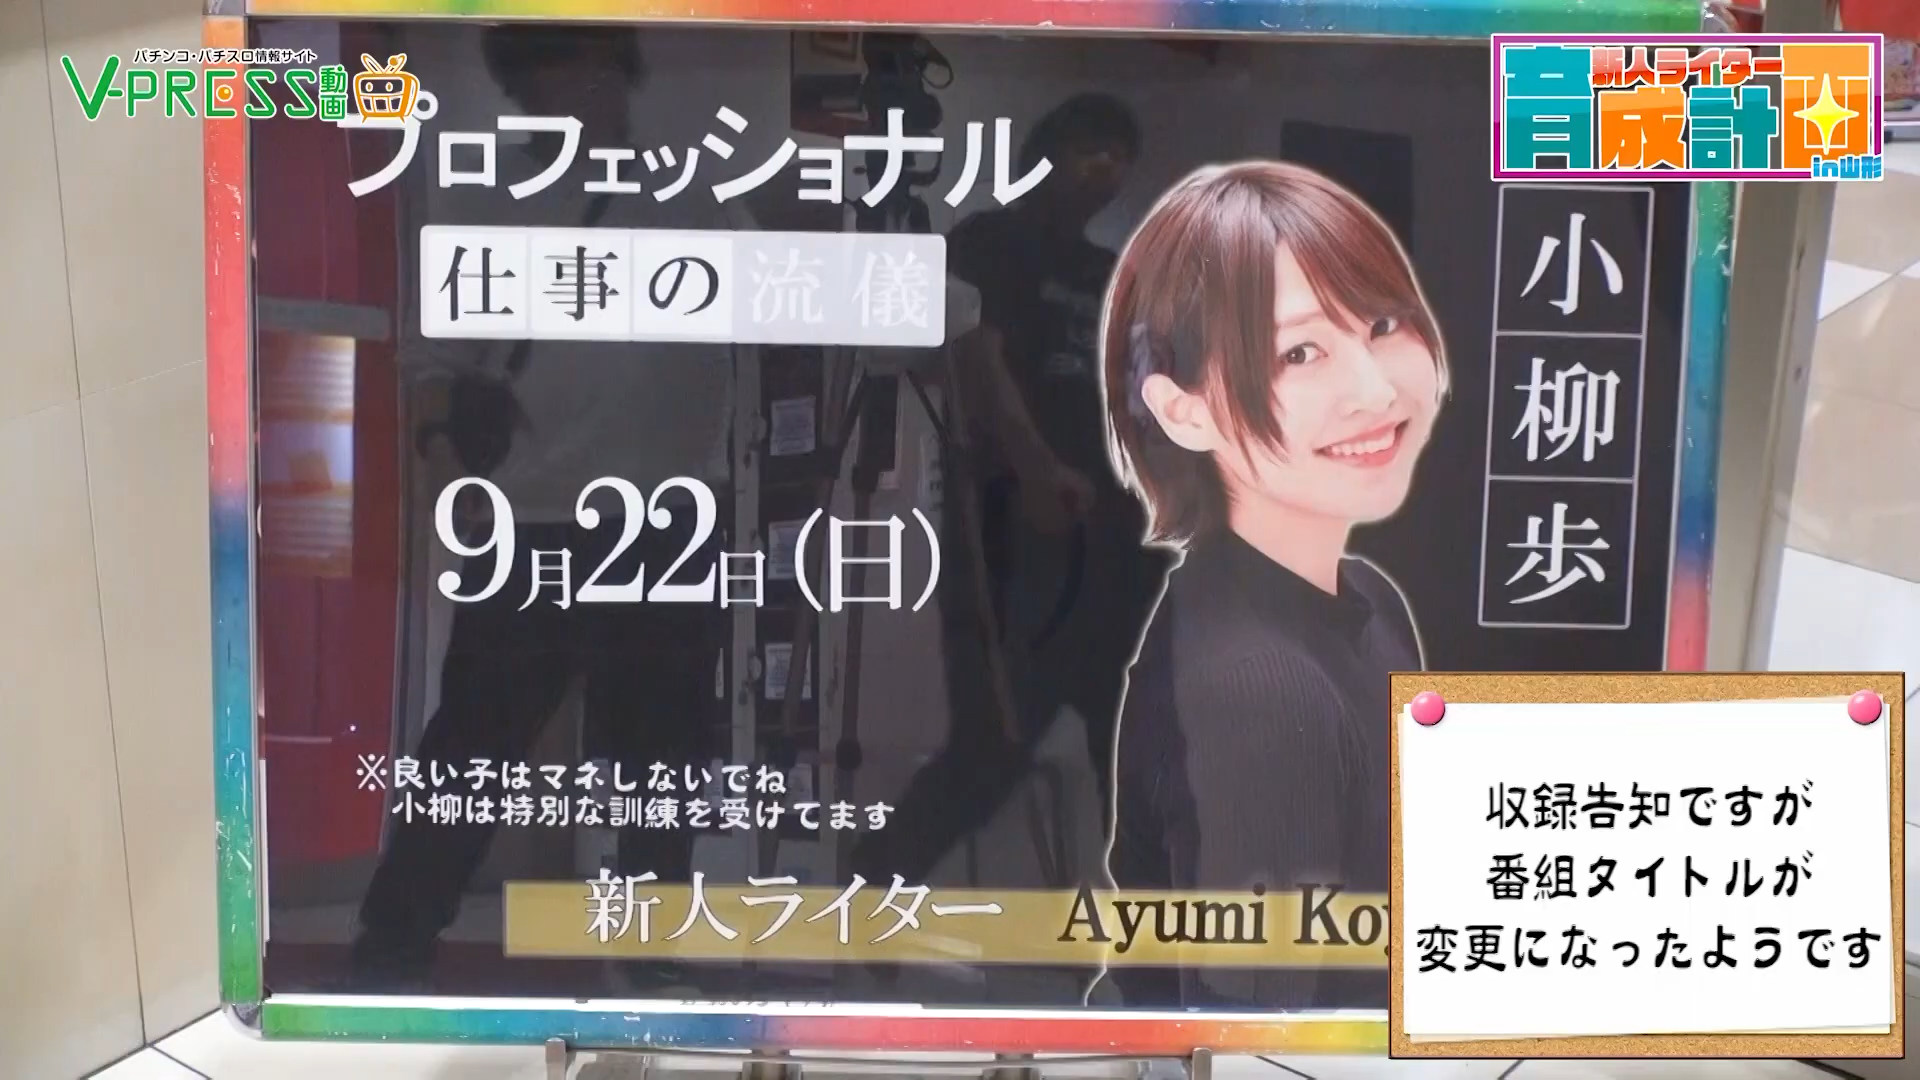 パチンコ・パチスロ情報サイト
V-PRESS動画
新人ライター
育成計画
in山形
プロフェッショナル
仕事の流儀
小柳歩
9月22日(日)
※良い子はマネしないでね
小柳は特別な訓練を受けてます
新人ライター Ayumi Ko
収録告知ですが
番組タイトルが
変更になったようです